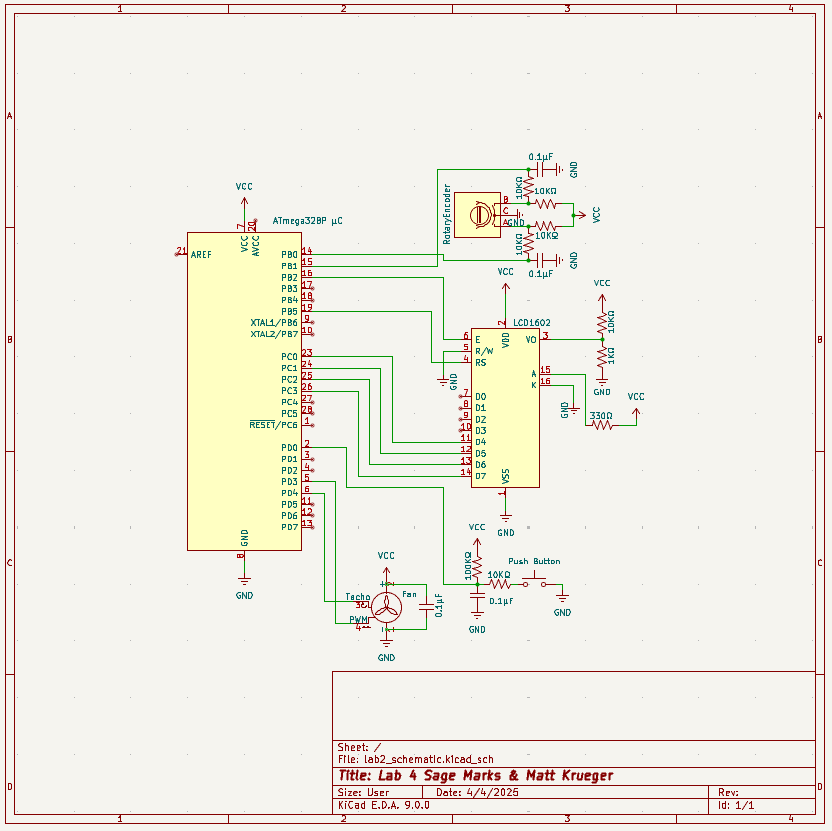 1 2 3 4
A A
0.1µF
GND
10KΩ
10KΩ
RotaryEncoder
B
C
A
GND
VCC
10KΩ
10KΩ
0.1µF
GND
VCC
ATmega328P µC
7 20
VCC AVCC
21 AREF
PB0 14
PB1 15
PB2 16
PB3 17
PB4 18
PB5 19
XTAL1/PB6 9
XTAL2/PB7 10
PC0 23
PC1 24
PC2 25
PC3 26
PC4 27
PC5 28
RESET/PC6 1
PD0 2
PD1 3
PD2 4
PD3 5
PD4 6
PD5 11
PD6 12
PD7 13
GND
8
GND
B B
VCC
LCD1602
2
VDD
6 E
5 R/W
4 RS
GND
7 D0
8 D1
9 D2
10 D3
11 D4
12 D5
13 D6
14 D7
VO 3
A 15
K 16
VSS
1
GND
VCC
10KΩ
1KΩ
GND
GND
330Ω
VCC
C C
VCC
100KΩ
10KΩ
Push Button
0.1µF
GND
GND
VCC
Tacho
3
Fan
PWM
4
0.1µF
GND
D D
Sheet: /
File: lab2_schematic.kicad_sch
Title: Lab 4 Sage Marks & Matt Krueger
Size: User Date: 4/4/2025 Rev:
KiCad E.D.A. 9.0.0 Id: 1/1
1 2 3 4